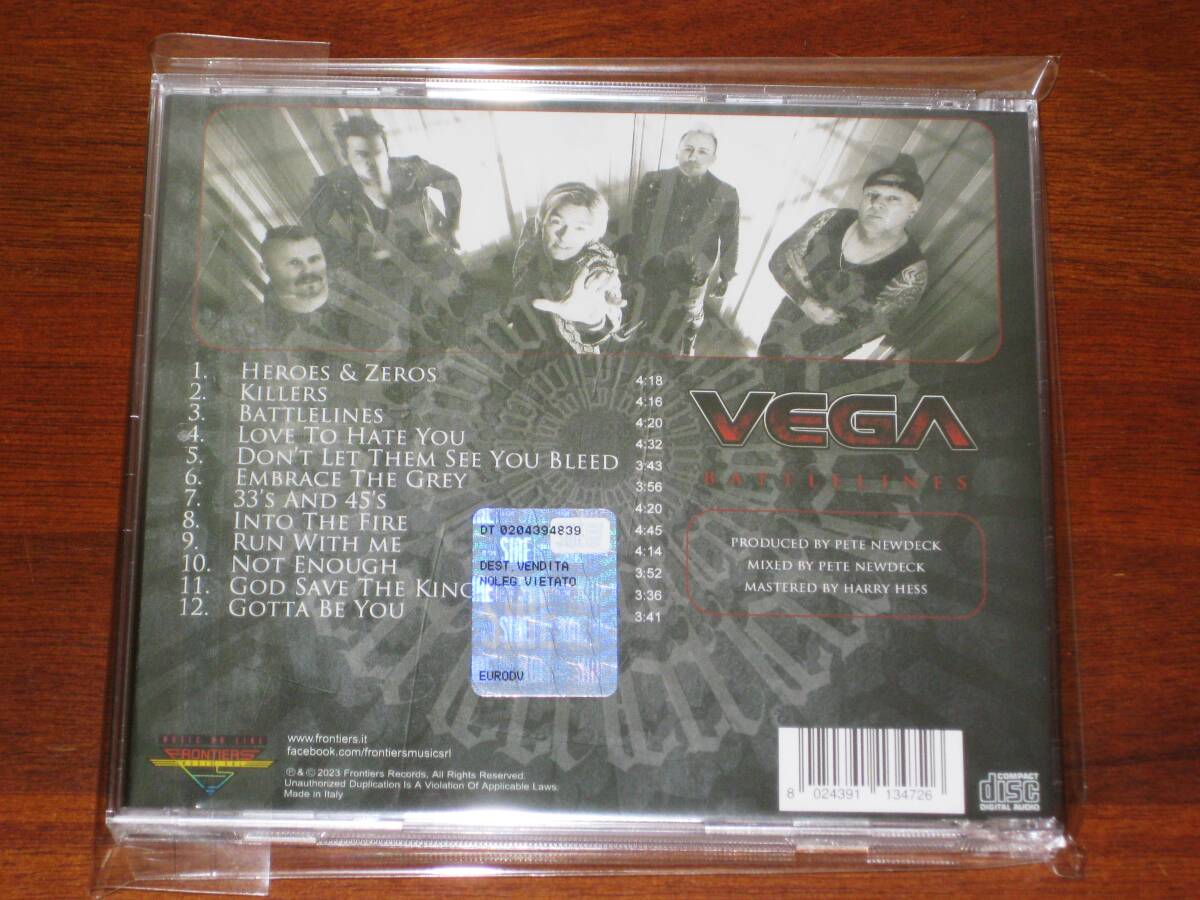 1. HEROES & ZEROS 4:18
2. KILLERS 4:16
3. BATTLELINES 4:20
4. LOVE TO HATE YOU 4:32
5. DON'T LET THEM SEE YOU BLEED 3:43
6. EMBRACE THE GREY 3:56
7. 33'S AND 45'S 4:20
8. INTO THE FIRE 4:45
9. RUN WITH ME 4:14
10. NOT ENOUGH 3:52
11. GOD SAVE THE KING 3:36
12. GOTTA BE YOU 3:41
VEGA
BATTLELINES
PRODUCED BY PETE NEWDECK
MIXED BY PETE NEWDECK
MASTERED BY HARRY HESS
DT 0204394839
SIAE
DEST.VENDITA
NOLEG VIETATO
EURODV
FRONTIERS
www.frontiers.it
facebook.com/frontiersmusicsrl
℗ & © 2023 Frontiers Records, All Rights Reserved.
Unauthorized Duplication Is A Violation Of Applicable Laws.
Made in Italy
8 024391 134726
COMPACT
disc
DIGITAL AUDIO